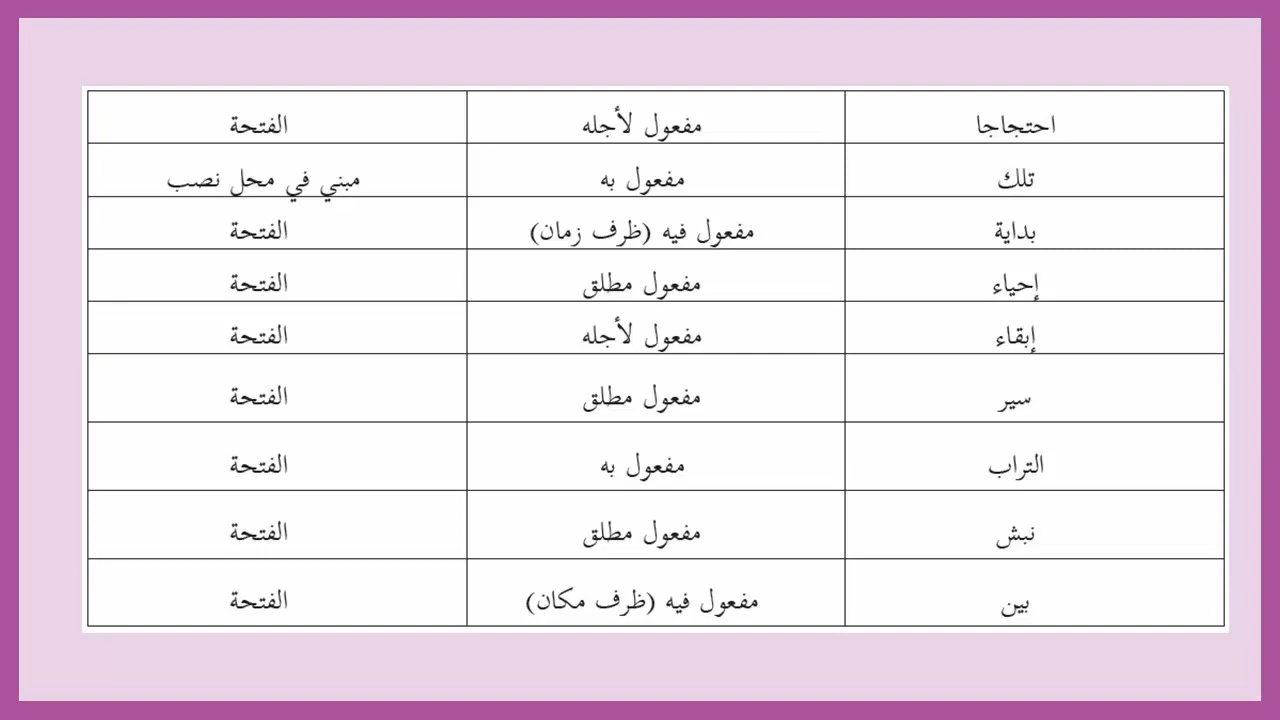 احتجاجا مفعول لأجله الفتحة
تلك مفعول به مبني في محل نصب
بداية مفعول فيه (ظرف زمان) الفتحة
إحياء مفعول مطلق الفتحة
إبقاء مفعول لأجله الفتحة
سير مفعول مطلق الفتحة
التراب مفعول به الفتحة
نبش مفعول مطلق الفتحة
بين مفعول فيه (ظرف مكان) الفتحة